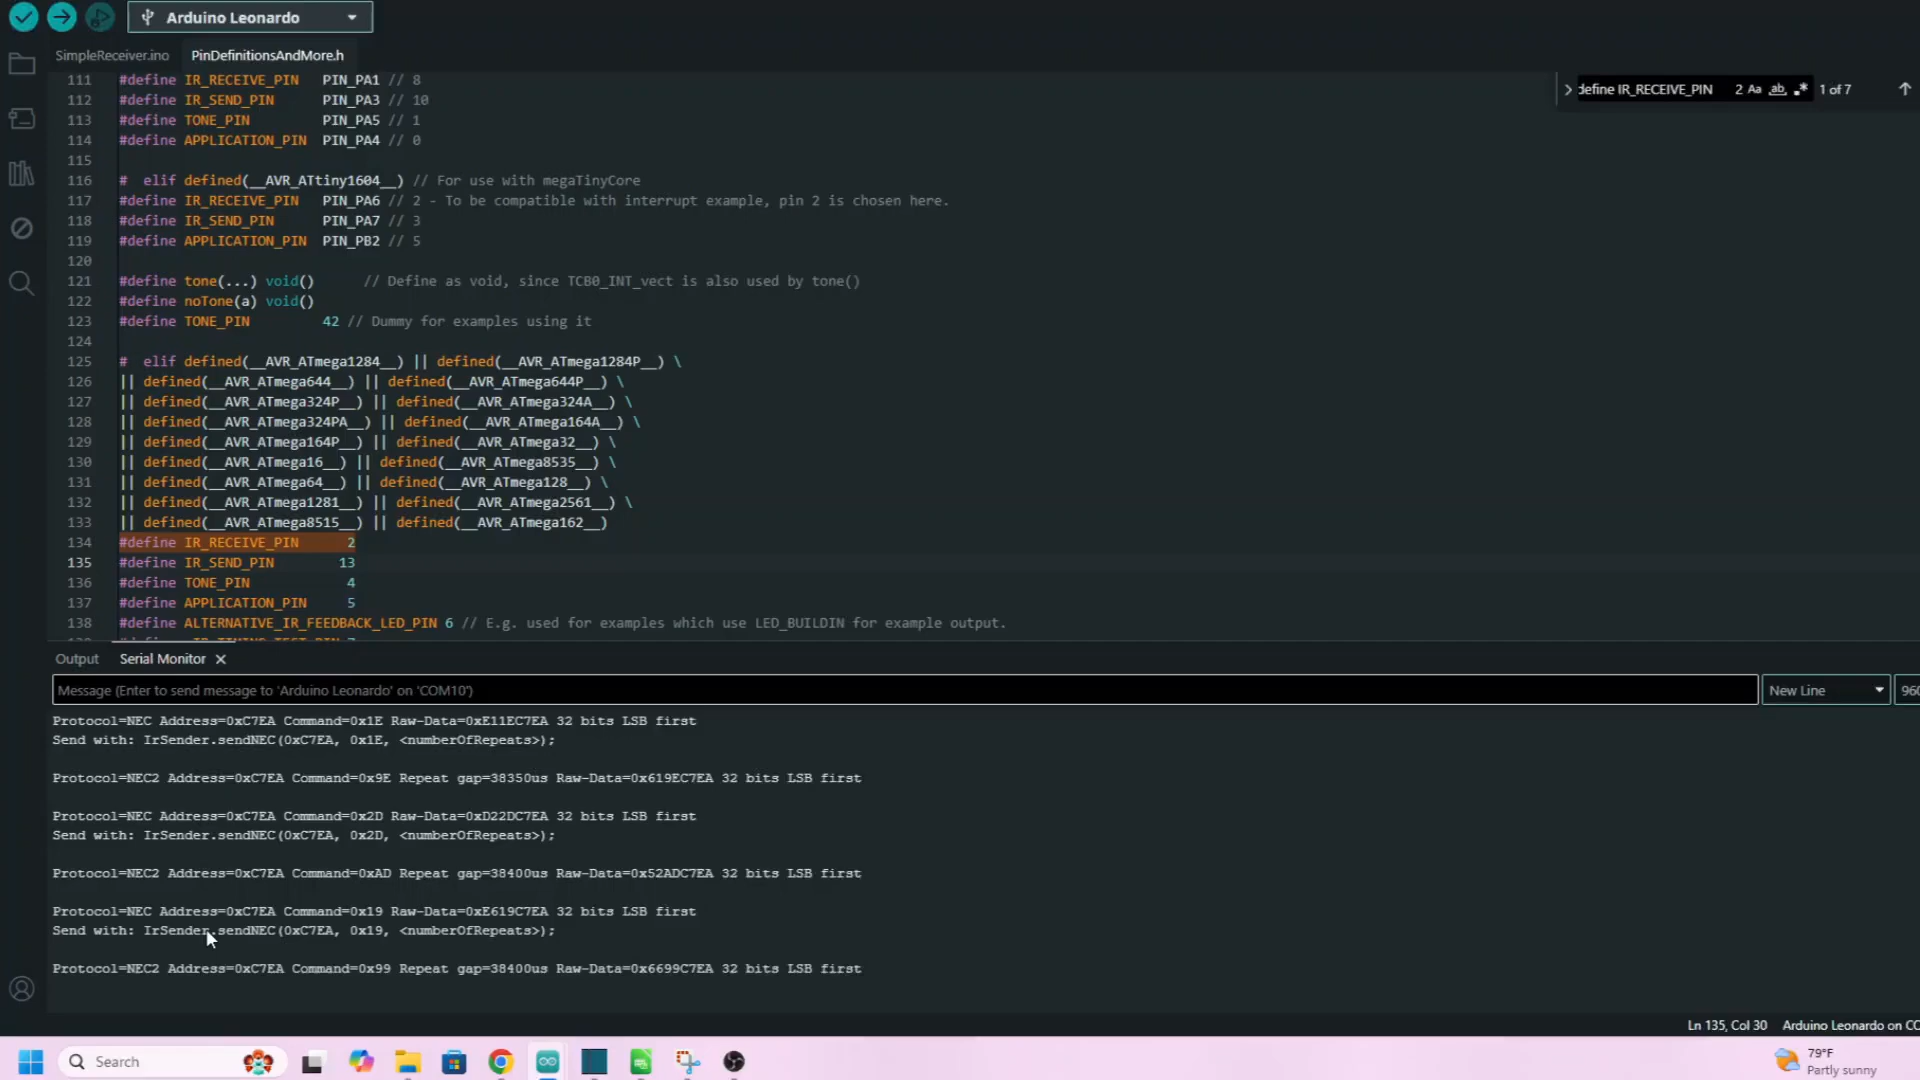 Arduino Leonardo
SimpleReceiver.ino PinDefinitionsAndMore.h
define IR_RECEIVE_PIN 2 Aa ab 1 of 7
111 #define IR_RECEIVE_PIN PIN_PA1 // 8
112 #define IR_SEND_PIN PIN_PA3 // 10
113 #define TONE_PIN PIN_PA5 // 1
114 #define APPLICATION_PIN PIN_PA4 // 0
115
116 # elif defined(__AVR_ATtiny1604__) // For use with megaTinyCore
117 #define IR_RECEIVE_PIN PIN_PA6 // 2 - To be compatible with interrupt example, pin 2 is chosen here.
118 #define IR_SEND_PIN PIN_PA7 // 3
119 #define APPLICATION_PIN PIN_PB2 // 5
120
121 #define tone(...) void() // Define as void, since TCB0_INT_vect is also used by tone()
122 #define noTone(a) void()
123 #define TONE_PIN 42 // Dummy for examples using it
124
125 # elif defined(__AVR_ATmega1284__) || defined(__AVR_ATmega1284P__) \
126 || defined(__AVR_ATmega644__) || defined(__AVR_ATmega644P__) \
127 || defined(__AVR_ATmega324P__) || defined(__AVR_ATmega324A__) \
128 || defined(__AVR_ATmega324PA__) || defined(__AVR_ATmega164A__) \
129 || defined(__AVR_ATmega164P__) || defined(__AVR_ATmega32__) \
130 || defined(__AVR_ATmega16__) || defined(__AVR_ATmega8535__) \
131 || defined(__AVR_ATmega64__) || defined(__AVR_ATmega128__) \
132 || defined(__AVR_ATmega1281__) || defined(__AVR_ATmega2561__) \
133 || defined(__AVR_ATmega8515__) || defined(__AVR_ATmega162__)
134 #define IR_RECEIVE_PIN 2
135 #define IR_SEND_PIN 13
136 #define TONE_PIN 4
137 #define APPLICATION_PIN 5
138 #define ALTERNATIVE_IR_FEEDBACK_LED_PIN 6 // E.g. used for examples which use LED_BUILDIN for example output.
Output Serial Monitor
Message (Enter to send message to 'Arduino Leonardo' on 'COM10') New Line 960
Protocol=NEC Address=0xC7EA Command=0x1E Raw-Data=0xE11EC7EA 32 bits LSB first
Send with: IrSender.sendNEC(0xC7EA, 0x1E, <numberOfRepeats>);
Protocol=NEC2 Address=0xC7EA Command=0x9E Repeat gap=38350us Raw-Data=0x619EC7EA 32 bits LSB first
Protocol=NEC Address=0xC7EA Command=0x2D Raw-Data=0xD22DC7EA 32 bits LSB first
Send with: IrSender.sendNEC(0xC7EA, 0x2D, <numberOfRepeats>);
Protocol=NEC2 Address=0xC7EA Command=0xAD Repeat gap=38400us Raw-Data=0x52ADC7EA 32 bits LSB first
Protocol=NEC Address=0xC7EA Command=0x19 Raw-Data=0xE619C7EA 32 bits LSB first
Send with: IrSender.sendNEC(0xC7EA, 0x19, <numberOfRepeats>);
Protocol=NEC2 Address=0xC7EA Command=0x99 Repeat gap=38400us Raw-Data=0x6699C7EA 32 bits LSB first
Ln 135, Col 30 Arduino Leonardo on CO
Search
79°F
Partly sunny